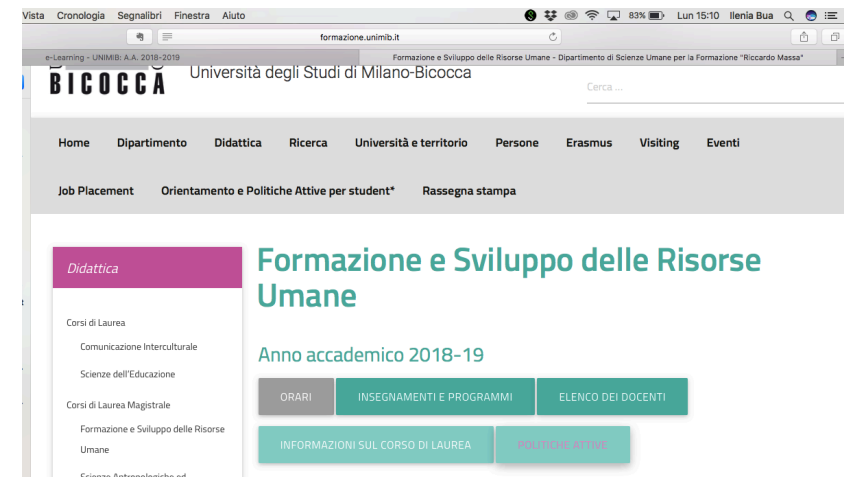 Vista Cronologia Segnalibri Finestra Aiuto
83% Lun 15:10 Ilenia Bua
formazione.unimib.it
e-Learning - UNIMIB: A.A. 2018-2019
Formazione e Sviluppo delle Risorse Umane - Dipartimento di Scienze Umane per la Formazione "Riccardo Massa"
BICOCCA
Università degli Studi di Milano-Bicocca
Cerca ...
Home Dipartimento Didattica Ricerca Università e territorio Persone Erasmus Visiting Eventi
Job Placement Orientamento e Politiche Attive per student* Rassegna stampa
Didattica
Corsi di Laurea
Comunicazione Interculturale
Scienze dell'Educazione
Corsi di Laurea Magistrale
Formazione e Sviluppo delle Risorse
Umane
Scienze Antropologiche ed
Formazione e Sviluppo delle Risorse
Umane
Anno accademico 2018-19
ORARI INSEGNAMENTI E PROGRAMMI ELENCO DEI DOCENTI
INFORMAZIONI SUL CORSO DI LAUREA POLITICHE ATTIVE